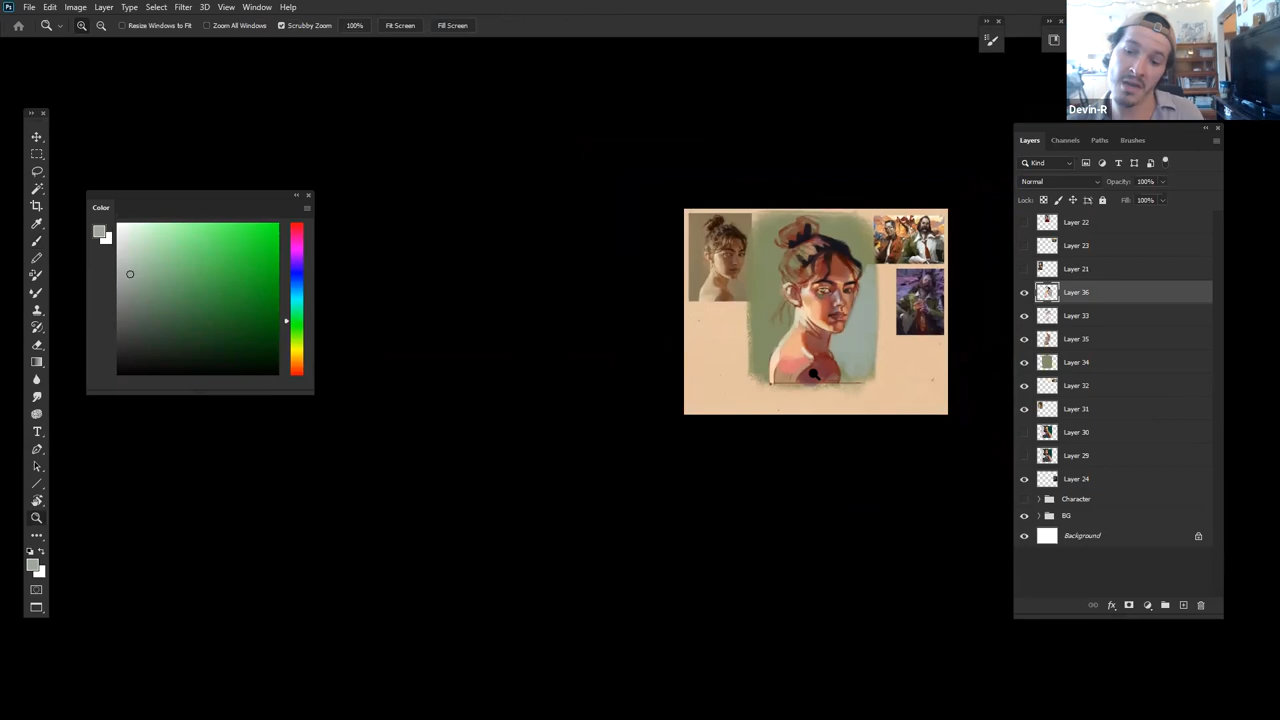 Ps File Edit Image Layer Type Select Filter 3D View Window Help
Resize Windows to Fit Zoom All Windows Scrubby Zoom 100% Fit Screen Fill Screen
Devin-R
Color
Layers Channels Paths Brushes
Kind
Normal Opacity: 100%
Lock: Fill: 100%
Layer 22
Layer 23
Layer 21
Layer 36
Layer 33
Layer 35
Layer 34
Layer 32
Layer 31
Layer 30
Layer 29
Layer 24
Character
BG
Background